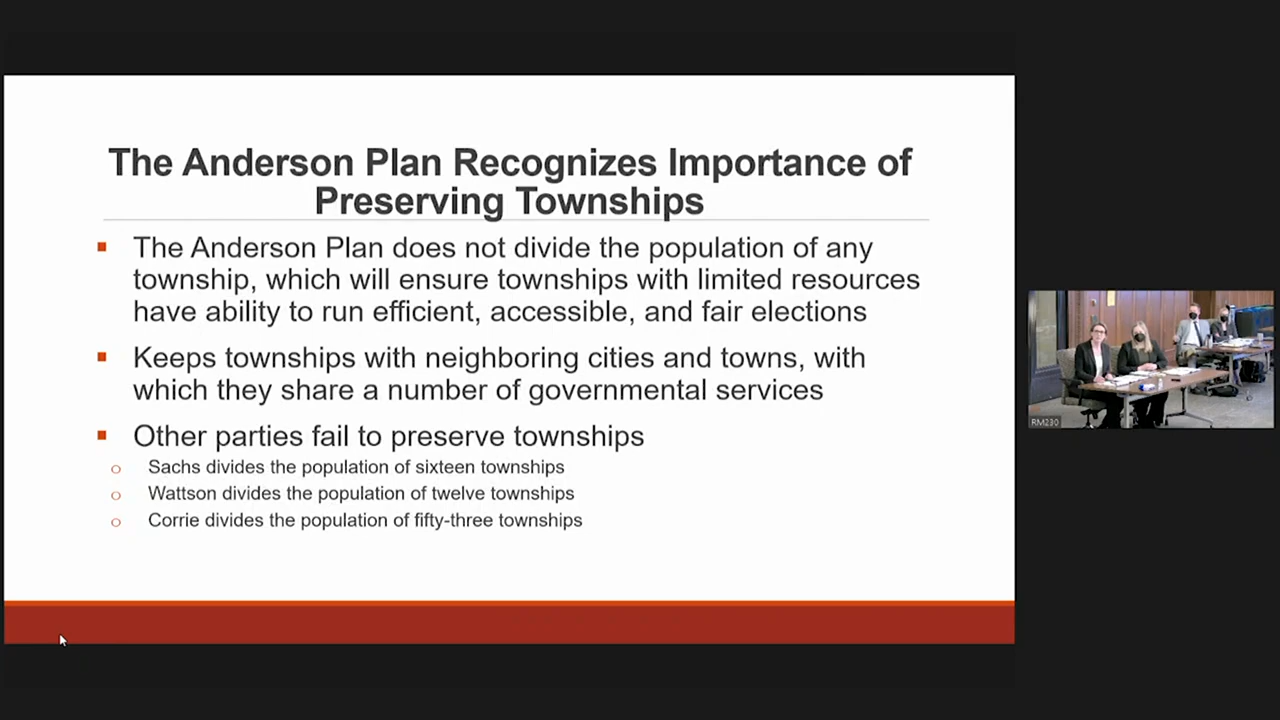 The Anderson Plan Recognizes Importance of
Preserving Townships
▪ The Anderson Plan does not divide the population of any
township, which will ensure townships with limited resources
have ability to run efficient, accessible, and fair elections
▪ Keeps townships with neighboring cities and towns, with
which they share a number of governmental services
▪ Other parties fail to preserve townships
o Sachs divides the population of sixteen townships
o Wattson divides the population of twelve townships
o Corrie divides the population of fifty-three townships
RM230